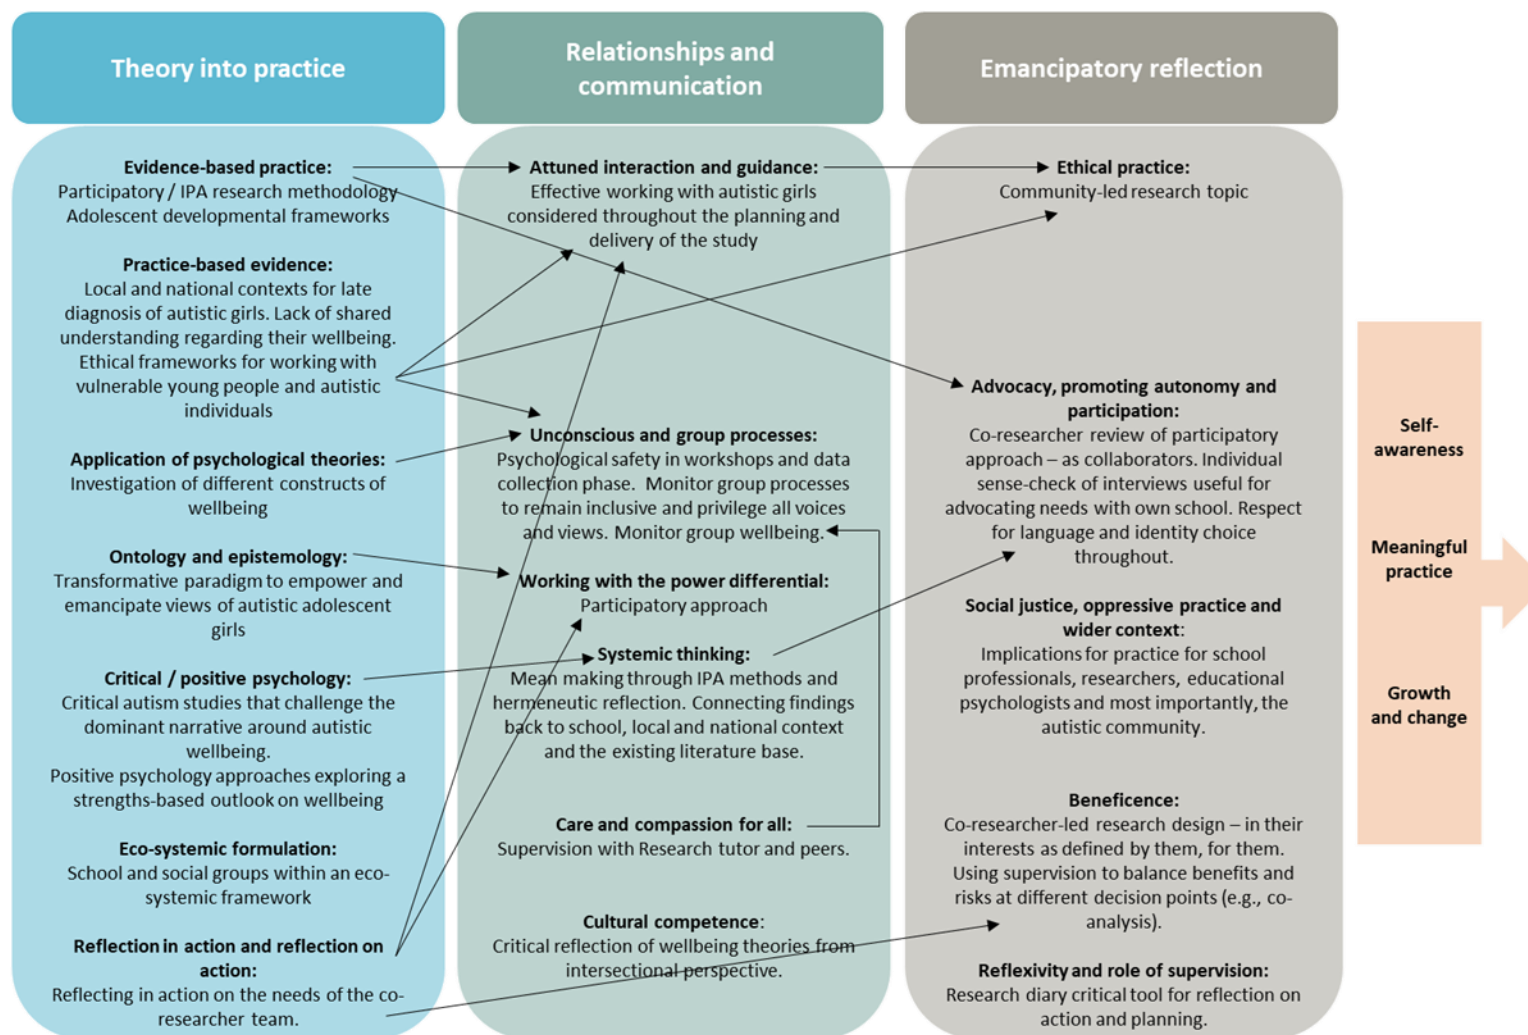 Theory into practice
Evidence-based practice:
Participatory / IPA research methodology
Adolescent developmental frameworks
Practice-based evidence:
Local and national contexts for late
diagnosis of autistic girls. Lack of shared
understanding regarding their wellbeing.
Ethical frameworks for working with
vulnerable young people and autistic
individuals
Application of psychological theories:
Investigation of different constructs of
wellbeing
Ontology and epistemology:
Transformative paradigm to empower and
emancipate views of autistic adolescent
girls
Critical / positive psychology:
Critical autism studies that challenge the
dominant narrative around autistic
wellbeing.
Positive psychology approaches exploring a
strengths-based outlook on wellbeing
Eco-systemic formulation:
School and social groups within an eco-
systemic framework
Reflection in action and reflection on
action:
Reflecting in action on the needs of the co-
researcher team.
Relationships and
communication
Attuned interaction and guidance:
Effective working with autistic girls
considered throughout the planning and
delivery of the study
Unconscious and group processes:
Psychological safety in workshops and data
collection phase. Monitor group processes
to remain inclusive and privilege all voices
and views. Monitor group wellbeing.
Working with the power differential:
Participatory approach
Systemic thinking:
Mean making through IPA methods and
hermeneutic reflection. Connecting findings
back to school, local and national context
and the existing literature base.
Care and compassion for all:
Supervision with Research tutor and peers.
Cultural competence:
Critical reflection of wellbeing theories from
intersectional perspective.
Emancipatory reflection
Ethical practice:
Community-led research topic
Advocacy, promoting autonomy and
participation:
Co-researcher review of participatory
approach – as collaborators. Individual
sense-check of interviews useful for
advocating needs with own school. Respect
for language and identity choice
throughout.
Social justice, oppressive practice and
wider context:
Implications for practice for school
professionals, researchers, educational
psychologists and most importantly, the
autistic community.
Beneficence:
Co-researcher-led research design – in their
interests as defined by them, for them.
Using supervision to balance benefits and
risks at different decision points (e.g., co-
analysis).
Reflexivity and role of supervision:
Research diary critical tool for reflection on
action and planning.
Self-
awareness
Meaningful
practice
Growth
and change